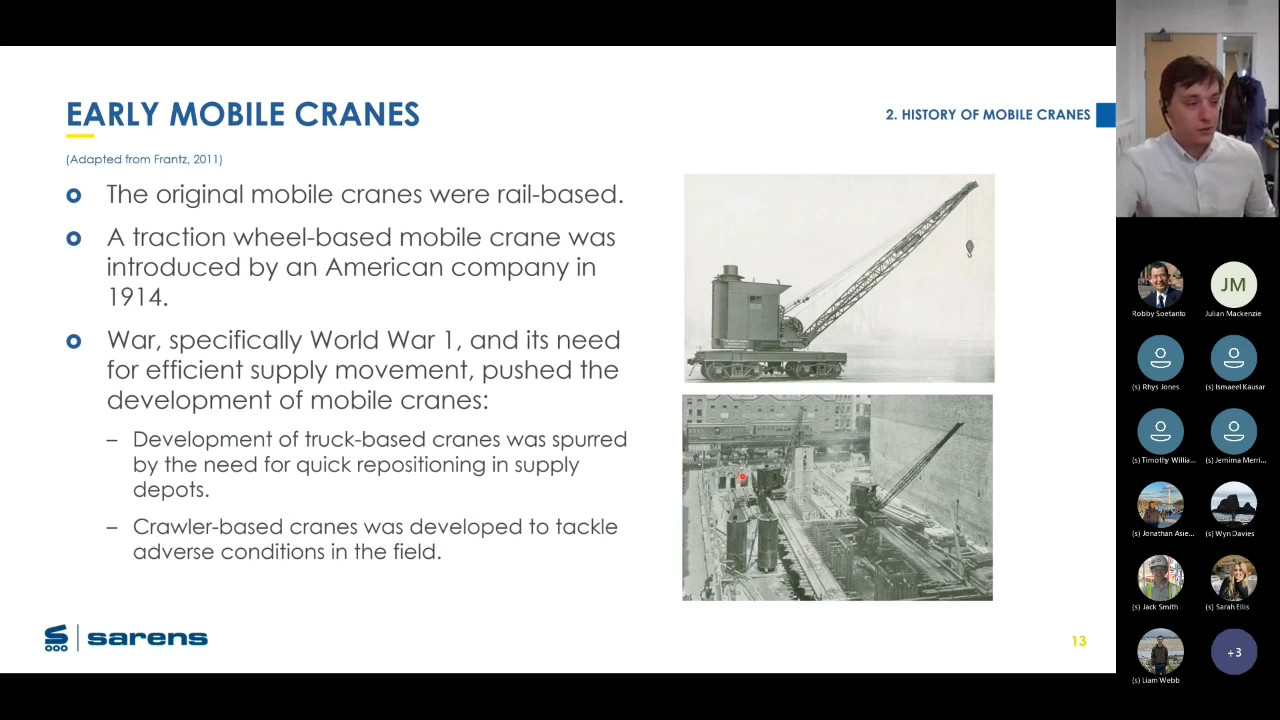 EARLY MOBILE CRANES
2. HISTORY OF MOBILE CRANES
(Adapted from Frantz, 2011)
The original mobile cranes were rail-based.
A traction wheel-based mobile crane was
introduced by an American company in
1914.
War, specifically World War 1, and its need
for efficient supply movement, pushed the
development of mobile cranes:
– Development of truck-based cranes was spurred
by the need for quick repositioning in supply
depots.
– Crawler-based cranes was developed to tackle
adverse conditions in the field.
sarens
13
Robby Soetanto
JM
Julian Mackenzie
(s) Rhys Jones
(s) Ismaeel Kausar
(s) Timothy Willia...
(s) Jemima Merri...
(s) Jonathan Asie...
(s) Wyn Davies
(s) Jack Smith
(s) Sarah Ellis
(s) Liam Webb
+3